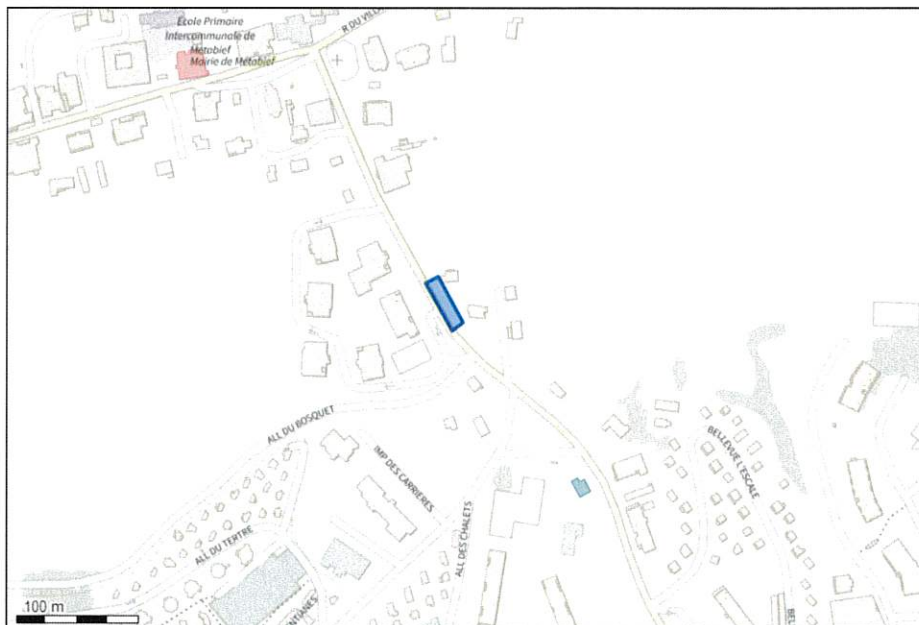 École Primaire
Intercommunale de
Métabief
Mairie de Métabief
R DU VILL
ALL DU BOSQUET
IMP DES CARRIÈRES
BELLEVUE L'ESCALE
ALL DES CHALETS
ALL DU TERTRE
100 m